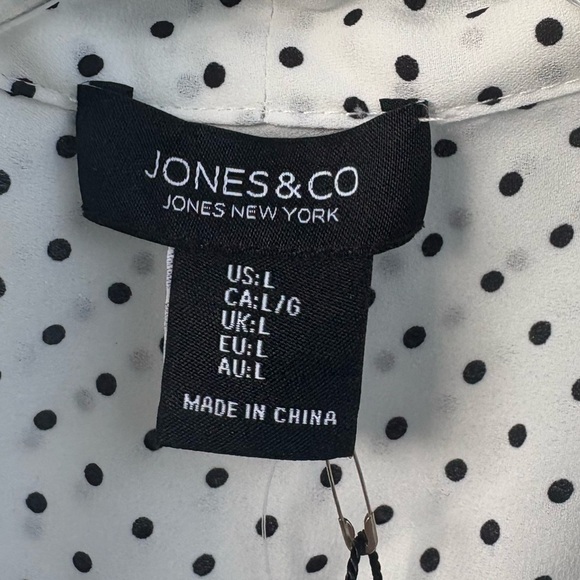 JONES&CO
JONES NEW YORK
US:L
CA:L/G
UK:L
EU:L
AU:L
MADE IN CHINA